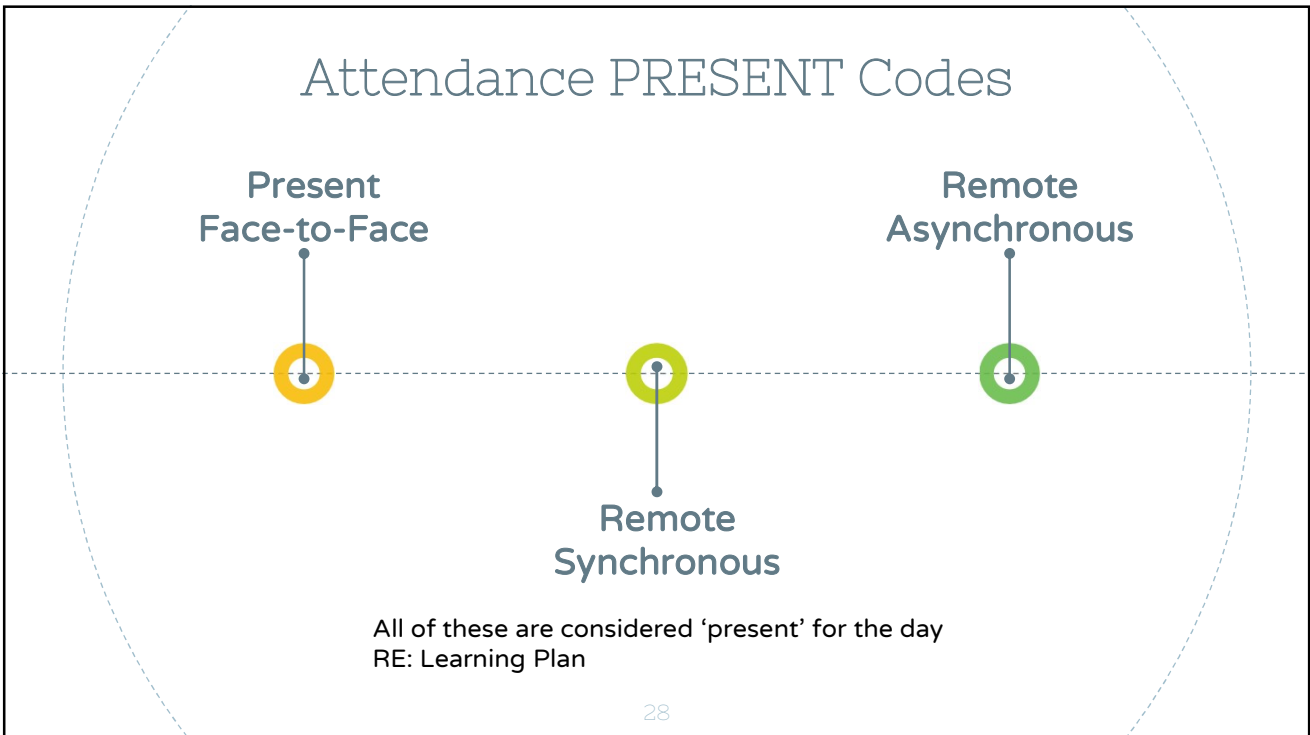 Attendance PRESENT Codes
Present
Face-to-Face
Remote
Asynchronous
Remote
Synchronous
All of these are considered ‘present’ for the day
RE: Learning Plan
28